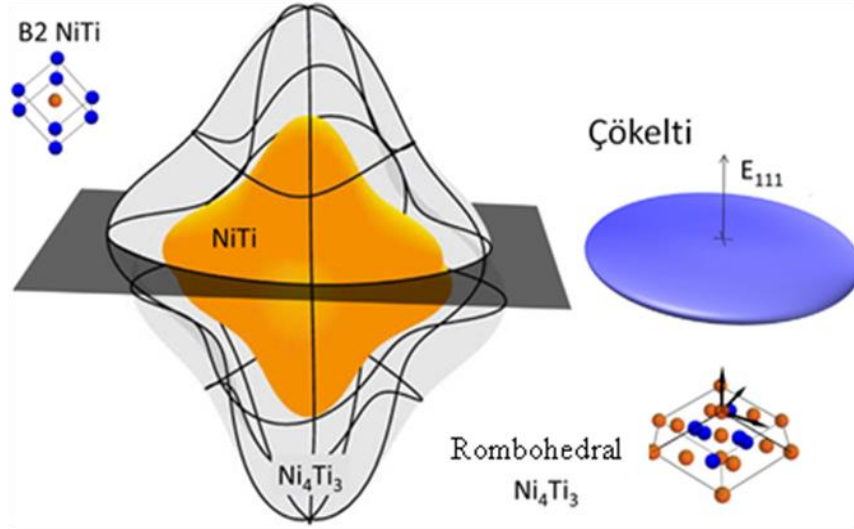 B2 NiTi
Çökelti
E₁₁₁
NiTi
Ni₄Ti₃
Rombohedral
Ni₄Ti₃